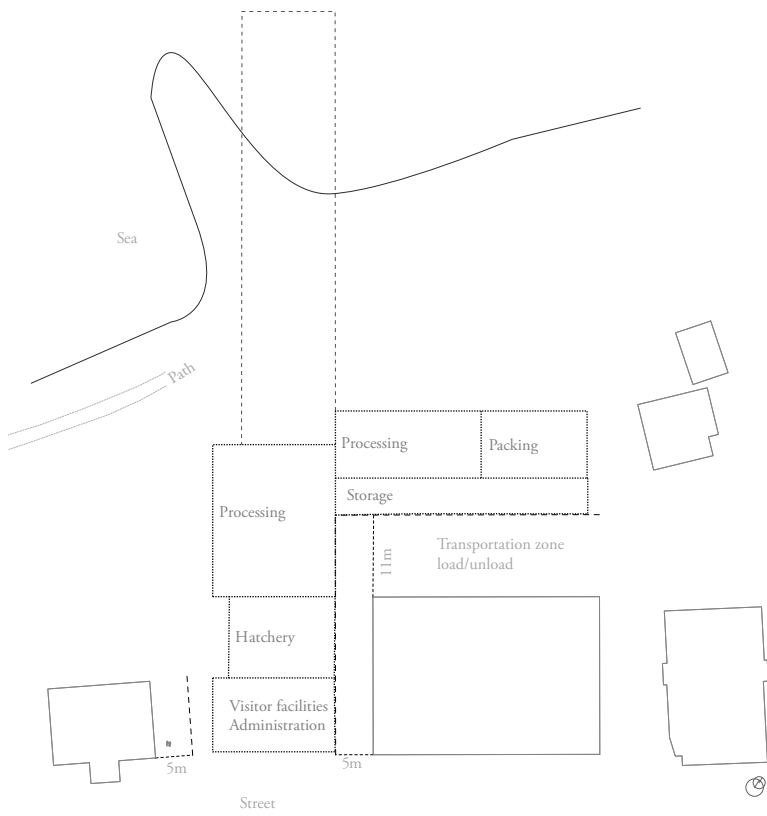 Sea
Path
Processing
Packing
Storage
Processing
Transportation zone
load/unload
11m
Hatchery
Visitor facilities
Administration
5m
5m
Street